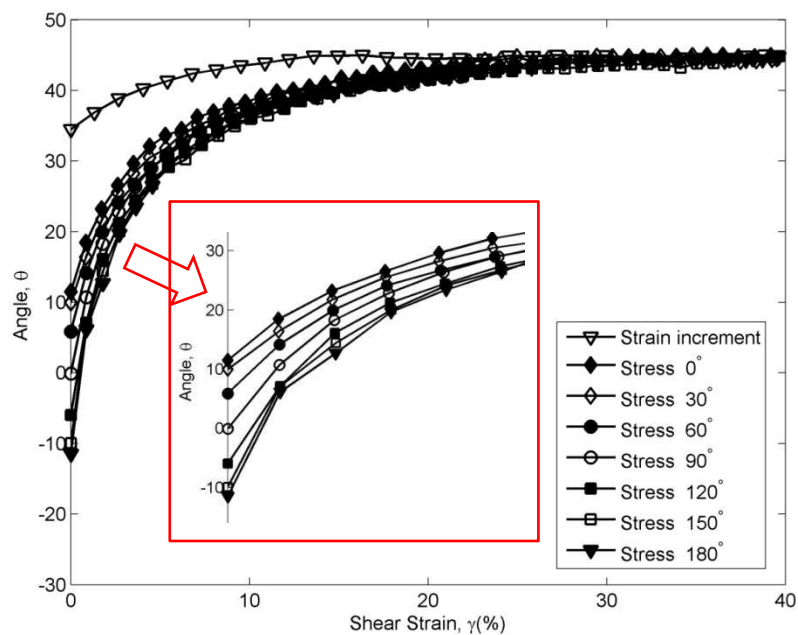 50
40
30
20
10
0
-10
-20
-30
Angle, θ
0
10
20
30
40
Shear Strain, γ(%)
30
20
10
0
-10
Angle, θ
Strain increment
Stress 0°
Stress 30°
Stress 60°
Stress 90°
Stress 120°
Stress 150°
Stress 180°